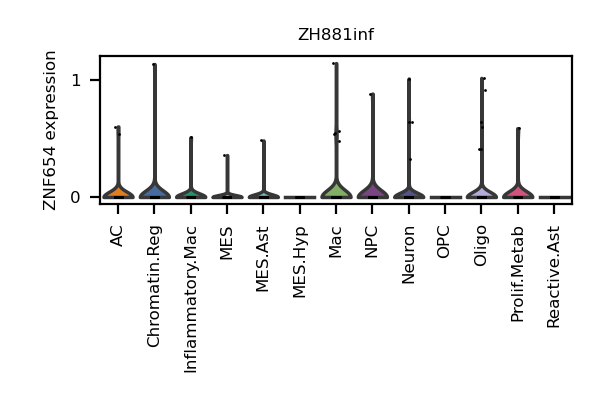 ZH881inf
ZNF654 expression
1
0
AC
Chromatin.Reg
Inflammatory.Mac
MES
MES.Ast
MES.Hyp
Mac
NPC
Neuron
OPC
Oligo
Prolif.Metab
Reactive.Ast